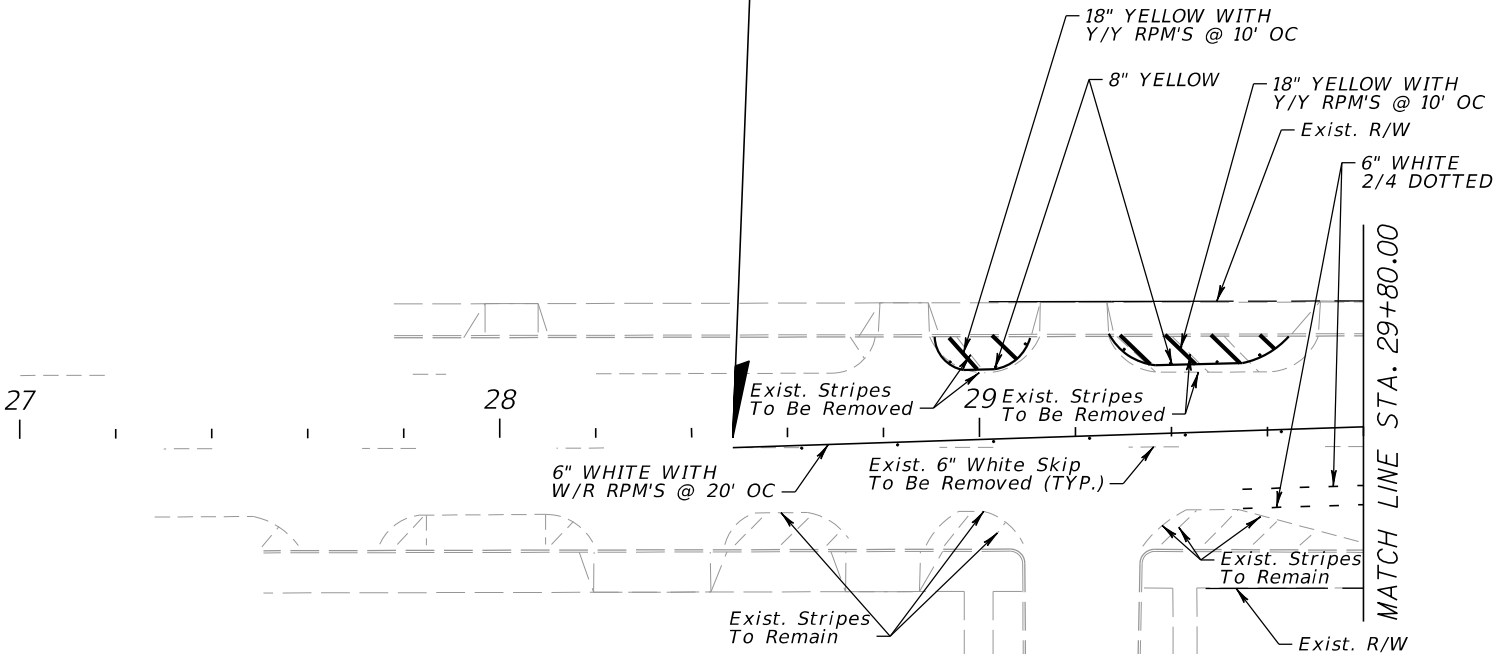 18" YELLOW WITH
Y/Y RPM'S @ 10' OC
8" YELLOW
18" YELLOW WITH
Y/Y RPM'S @ 10' OC
Exist. R/W
6" WHITE
2/4 DOTTED
27
28
29
Exist. Stripes
To Be Removed
Exist. Stripes
To Be Removed
6" WHITE WITH
W/R RPM'S @ 20' OC
Exist. 6" White Skip
To Be Removed (TYP.)
Exist. Stripes
To Remain
Exist. Stripes
To Remain
Exist. R/W
MATCH LINE STA. 29+80.00